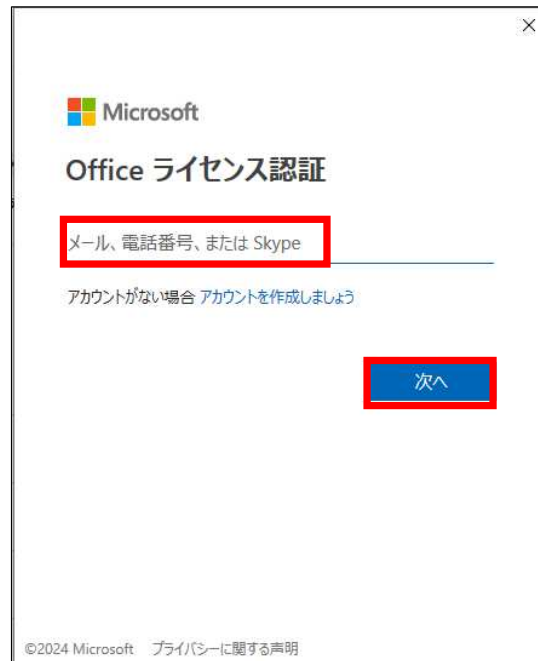 Microsoft
Office ライセンス認証
メール、電話番号、または Skype
アカウントがない場合 アカウントを作成しましょう
次へ
©2024 Microsoft プライバシーに関する声明